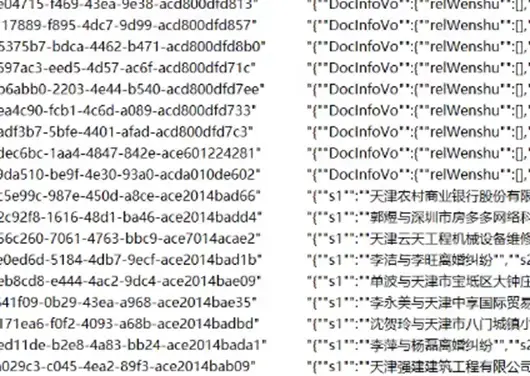 e04715-f469-43ea-9e38-acd800dfd813" "{""DocInfoVo"":{""relWenshu"":[],"
17889-f895-4dc7-9d99-acd800dfd857" "{""DocInfoVo"":{""relWenshu"":[],"
5375b7-bdca-4462-b471-acd800dfd8b0" "{""DocInfoVo"":{""relWenshu"":[],"
597ac3-eed5-4d57-ac6f-acd800dfd71c" "{""DocInfoVo"":{""relWenshu"":[],"
b6abb0-2203-4e44-b540-acd800dfd7ee" "{""DocInfoVo"":{""relWenshu"":[],"
ea4c90-fcb1-4c6d-a089-acd800dfd733" "{""DocInfoVo"":{""relWenshu"":[],"
adf3b7-5bfe-4401-afad-acd800dfd7c3" "{""DocInfoVo"":{""relWenshu"":[],"
dec6bc-1aa4-4847-842e-ace601224281" "{""DocInfoVo"":{""relWenshu"":[],"
9da510-be9f-4e30-93a0-acda010de602" "{""DocInfoVo"":{""relWenshu"":[],"
c5e99c-987e-450d-a8ce-ace2014bad66" "{""s1"":""天津农村商业银行股份有限
2c92f8-1616-48d1-ba46-ace2014badd4" "{""s1"":""郭煜与深圳市房多多网络科
56c260-7061-4763-bbc9-ace7014acae2" "{""s1"":""天津云天工程机械设备维修
e0ed6d-5184-4db7-9ecf-ace2014bad1b" "{""s1"":""李洁与李旺离婚纠纷"",""s2
eb8cd8-e444-4ac2-9dc4-ace2014bae09" "{""s1"":""单波与天津市宝坻区大钟庄
541f09-0b29-43ea-a968-ace2014bae35" "{""s1"":""李永美与天津中享国际贸易
171ea6-f0f2-4093-a68b-ace2014badbd" "{""s1"":""沈贺玲与天津市八门城镇小
ed11de-b2e8-4a83-bb24-ace2014bada1" "{""s1"":""李萍与杨磊离婚纠纷"",""s2
a029c3-c045-4ea2-89f3-ace2014bab09" "{""s1"":""天津强建建筑工程有限公司